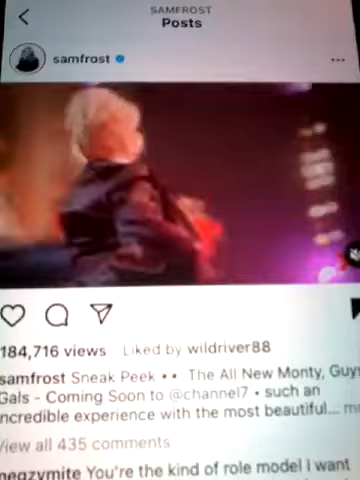 SAMFROST
Posts
samfrost
184,716 views Liked by wildriver88
samfrost Sneak Peek •• The All New Monty, Guy
Gals - Coming Soon to @channel7 • such an
incredible experience with the most beautiful...
View all 435 comments
negzymite You're the kind of role model I want